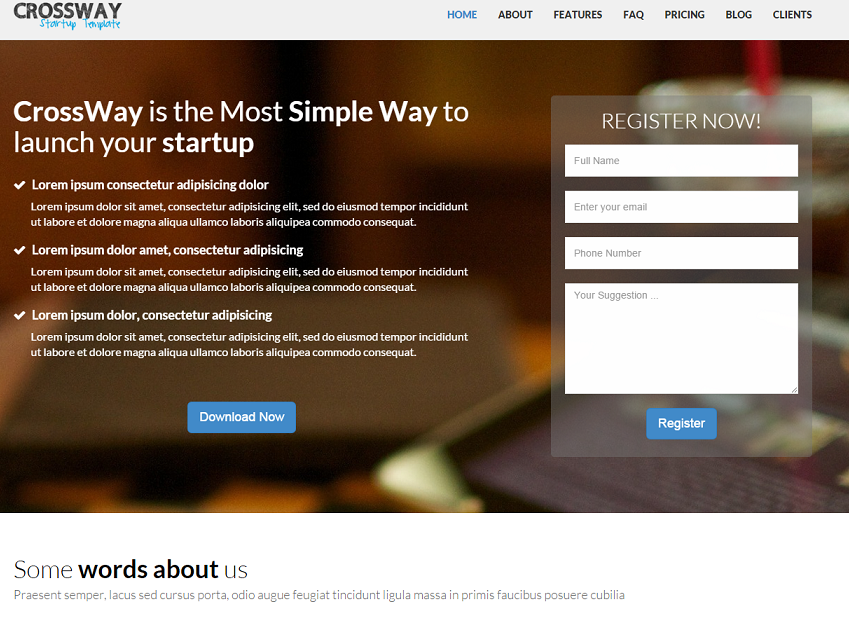 CROSSWAY
Startup Template
HOME ABOUT FEATURES FAQ PRICING BLOG CLIENTS
CrossWay is the Most Simple Way to
launch your startup
Lorem ipsum consectetur adipisicing dolor
Lorem ipsum dolor sit amet, consectetur adipisicing elit, sed do eiusmod tempor incididunt
ut labore et dolore magna aliqua ullamco laboris aliquipea commodo consequat.
Lorem ipsum dolor amet, consectetur adipisicing
Lorem ipsum dolor sit amet, consectetur adipisicing elit, sed do eiusmod tempor incididunt
ut labore et dolore magna aliqua ullamco laboris aliquipea commodo consequat.
Lorem ipsum dolor, consectetur adipisicing
Lorem ipsum dolor sit amet, consectetur adipisicing elit, sed do eiusmod tempor incididunt
ut labore et dolore magna aliqua ullamco laboris aliquipea commodo consequat.
Download Now
REGISTER NOW!
Full Name
Enter your email
Phone Number
Your Suggestion ...
Register
Some words about us
Praesent semper, lacus sed cursus porta, odio augue feugiat tincidunt ligula massa in primis faucibus posuere cubilia